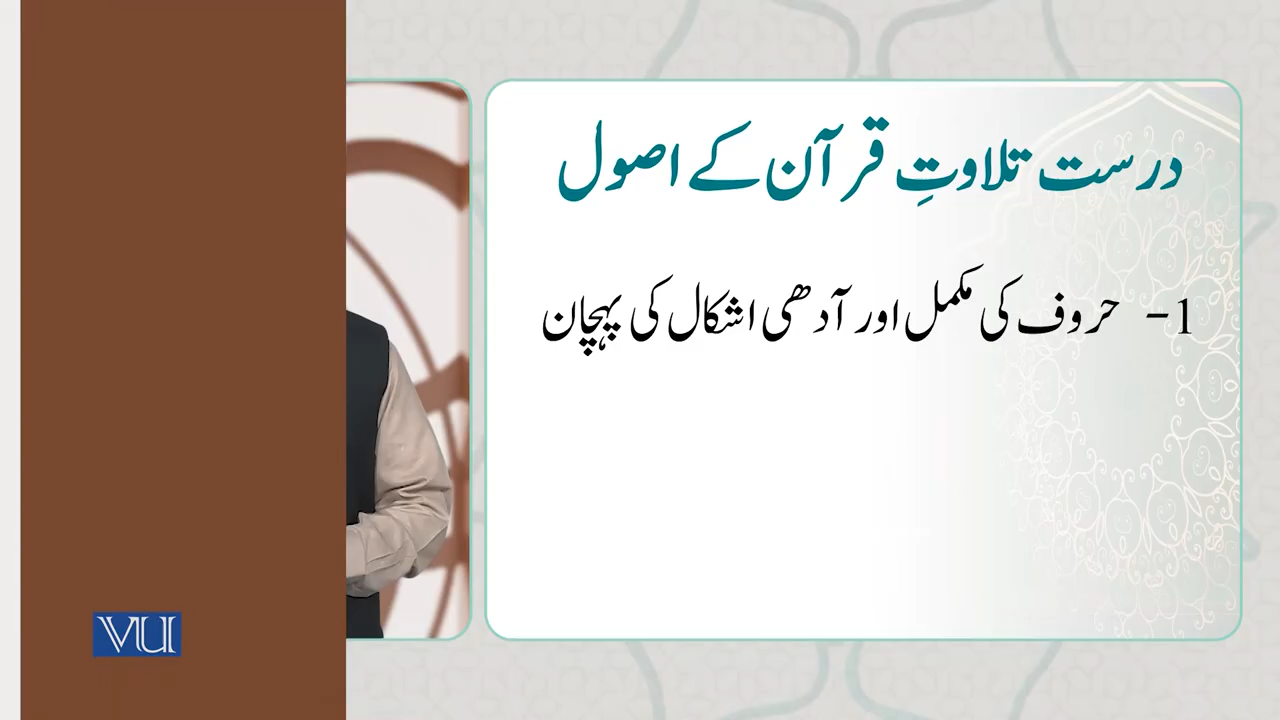 درست تلاوتِ قرآن کے اصول
1- حروف کی مکمل اور آدھی اشکال کی پہچان
VU